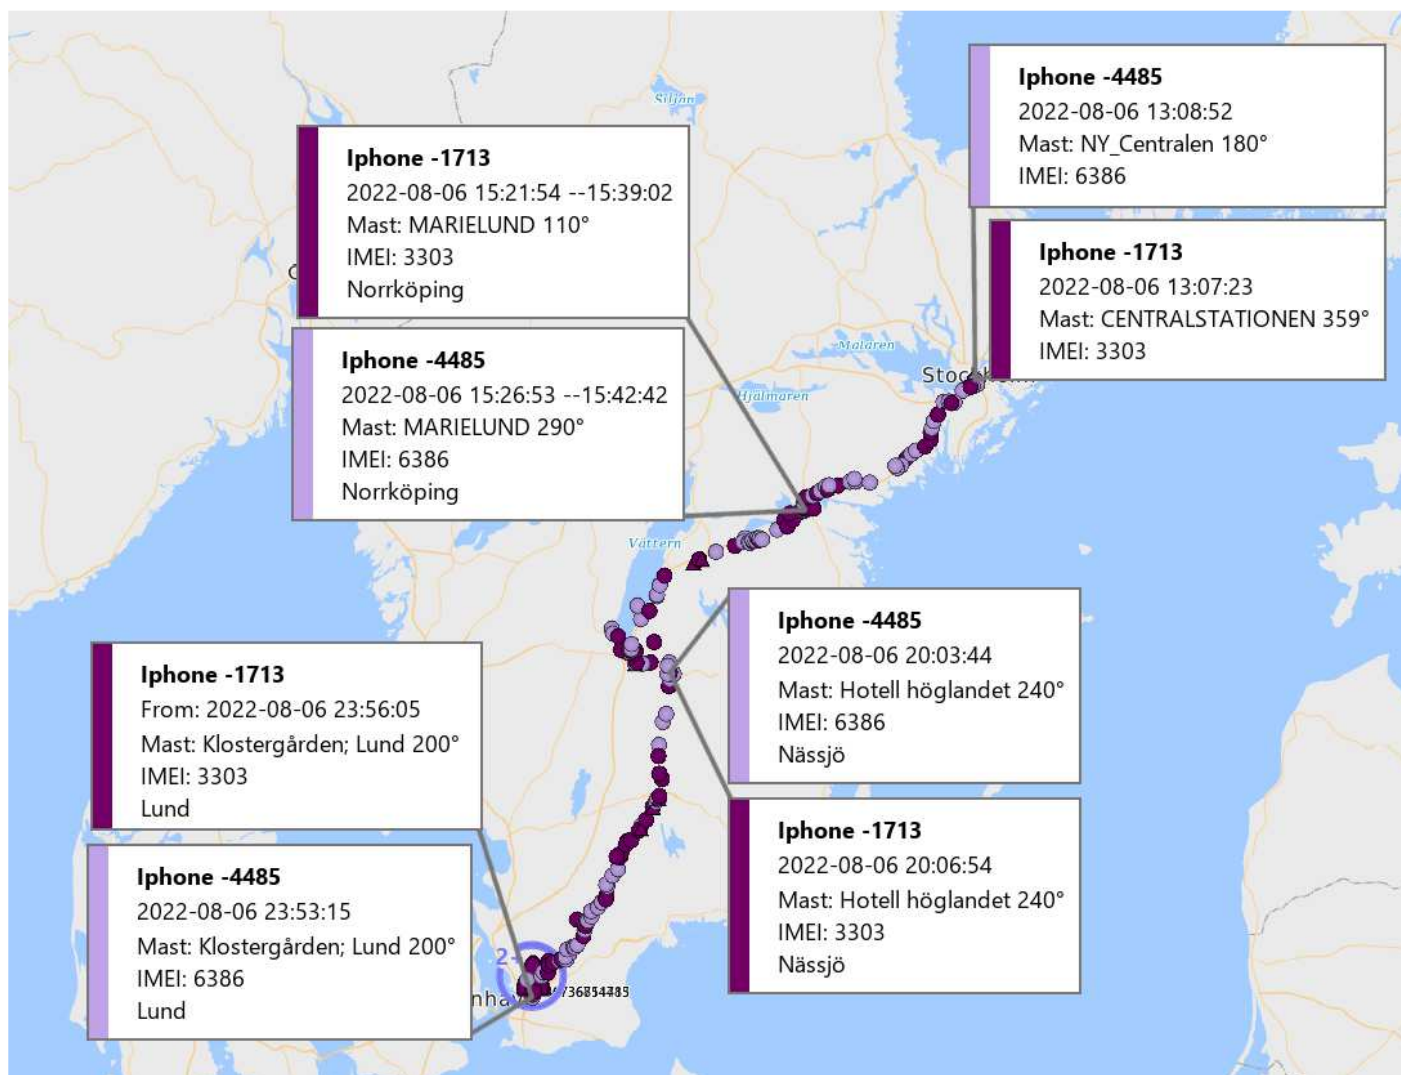 Siljan
Iphone -4485
2022-08-06 13:08:52
Mast: NY_Centralen 180°
IMEI: 6386
Iphone -1713
2022-08-06 15:21:54 --15:39:02
Mast: MARIELUND 110°
IMEI: 3303
Norrköping
Iphone -1713
2022-08-06 13:07:23
Mast: CENTRALSTATIONEN 359°
IMEI: 3303
Iphone -4485
2022-08-06 15:26:53 --15:42:42
Mast: MARIELUND 290°
IMEI: 6386
Norrköping
Mälaren
Hjälmaren
Vättern
Iphone -4485
2022-08-06 20:03:44
Mast: Hotell höglandet 240°
IMEI: 6386
Nässjö
Iphone -1713
From: 2022-08-06 23:56:05
Mast: Klostergården; Lund 200°
IMEI: 3303
Lund
Iphone -1713
2022-08-06 20:06:54
Mast: Hotell höglandet 240°
IMEI: 3303
Nässjö
Iphone -4485
2022-08-06 23:53:15
Mast: Klostergården; Lund 200°
IMEI: 6386
Lund